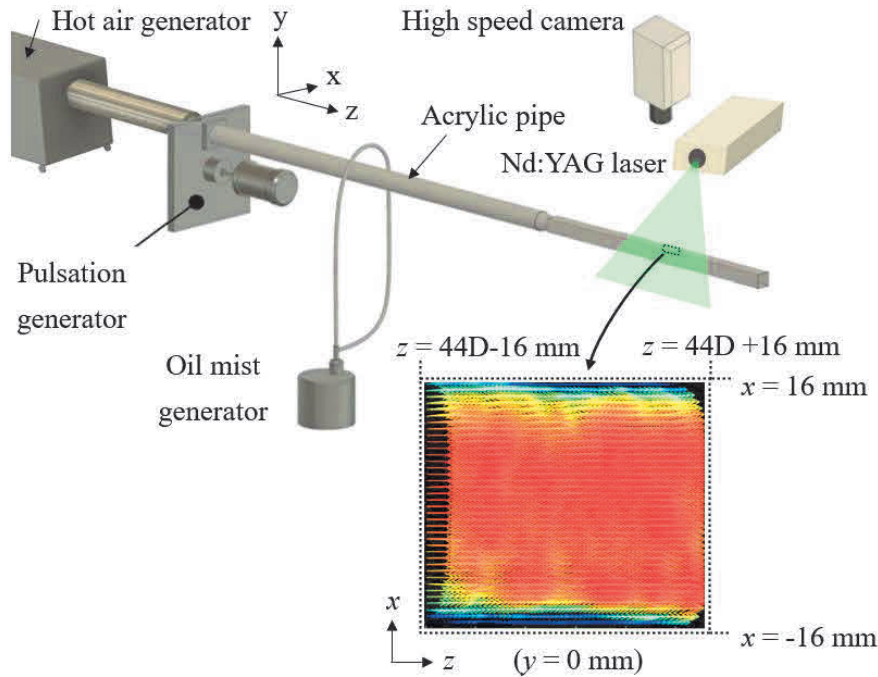 Hot air generator
High speed camera
y
x
z
Acrylic pipe
Nd:YAG laser
Pulsation
generator
Oil mist
generator
z = 44D-16 mm
z = 44D +16 mm
x = 16 mm
x
z
(y = 0 mm)
x = -16 mm